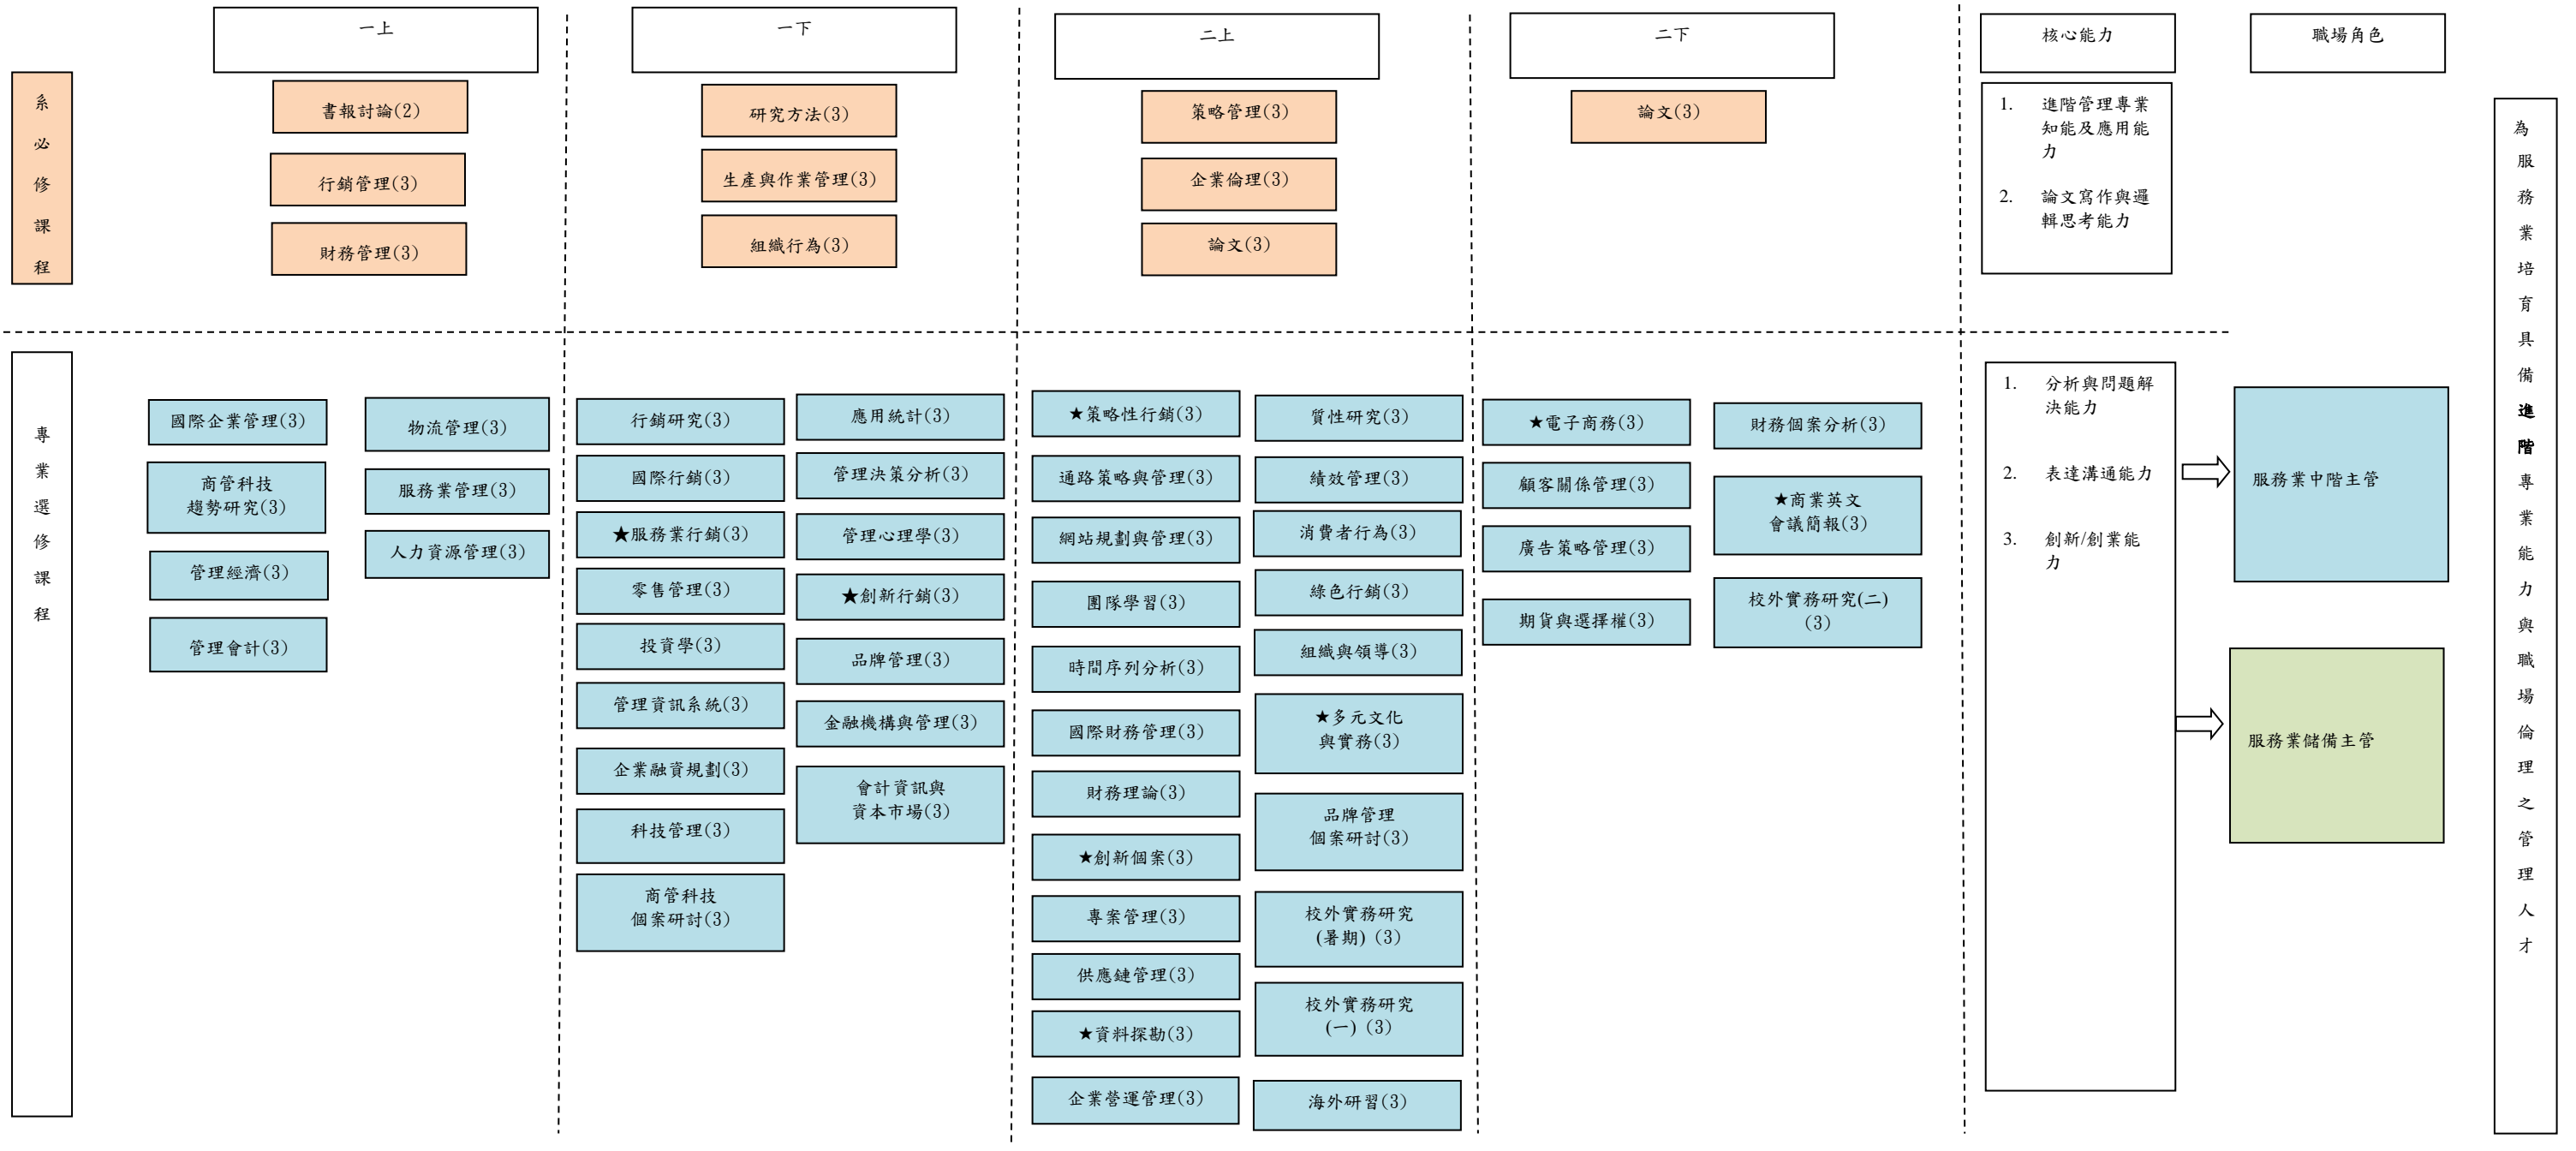 一上
一下
二上
二下
核心能力
職場角色
系必修課程
書報討論(2)
行銷管理(3)
財務管理(3)
研究方法(3)
生產與作業管理(3)
組織行為(3)
策略管理(3)
企業倫理(3)
論文(3)
論文(3)
1. 進階管理專業
知能及應用能
力
2. 論文寫作與邏
輯思考能力
專業選修課程
國際企業管理(3)
商管科技
趨勢研究(3)
管理經濟(3)
管理會計(3)
物流管理(3)
服務業管理(3)
人力資源管理(3)
行銷研究(3)
國際行銷(3)
★服務業行銷(3)
零售管理(3)
投資學(3)
管理資訊系統(3)
企業融資規劃(3)
科技管理(3)
商管科技
個案研討(3)
應用統計(3)
管理決策分析(3)
管理心理學(3)
★創新行銷(3)
品牌管理(3)
金融機構與管理(3)
會計資訊與
資本市場(3)
★策略性行銷(3)
通路策略與管理(3)
網站規劃與管理(3)
團隊學習(3)
時間序列分析(3)
國際財務管理(3)
財務理論(3)
★創新個案(3)
專案管理(3)
供應鏈管理(3)
★資料探勘(3)
企業營運管理(3)
質性研究(3)
績效管理(3)
消費者行為(3)
綠色行銷(3)
組織與領導(3)
★多元文化
與實務(3)
品牌管理
個案研討(3)
校外實務研究
(暑期) (3)
校外實務研究
(一) (3)
海外研習(3)
★電子商務(3)
顧客關係管理(3)
廣告策略管理(3)
期貨與選擇權(3)
財務個案分析(3)
★商業英文
會議簡報(3)
校外實務研究(二)
(3)
1. 分析與問題解
決能力
2. 表達溝通能力
3. 創新/創業能
力
服務業中階主管
服務業儲備主管
為服務業培育具備進階專業能力與職場倫理之管理人才